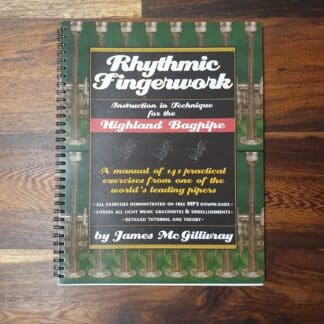 Rhythmic
Fingerwork
Instruction in Technique
for the
Highland Bagpipe
A manual of 141 practical
exercises from one of the
world's leading pipers
• ALL EXERCISES DEMONSTRATED ON FREE MP3 DOWNLOADS •
• COVERS ALL LIGHT MUSIC GRACENOTES & EMBELLISHMENTS •
• DETAILED TUTORING AND THEORY •
by James McGillivray